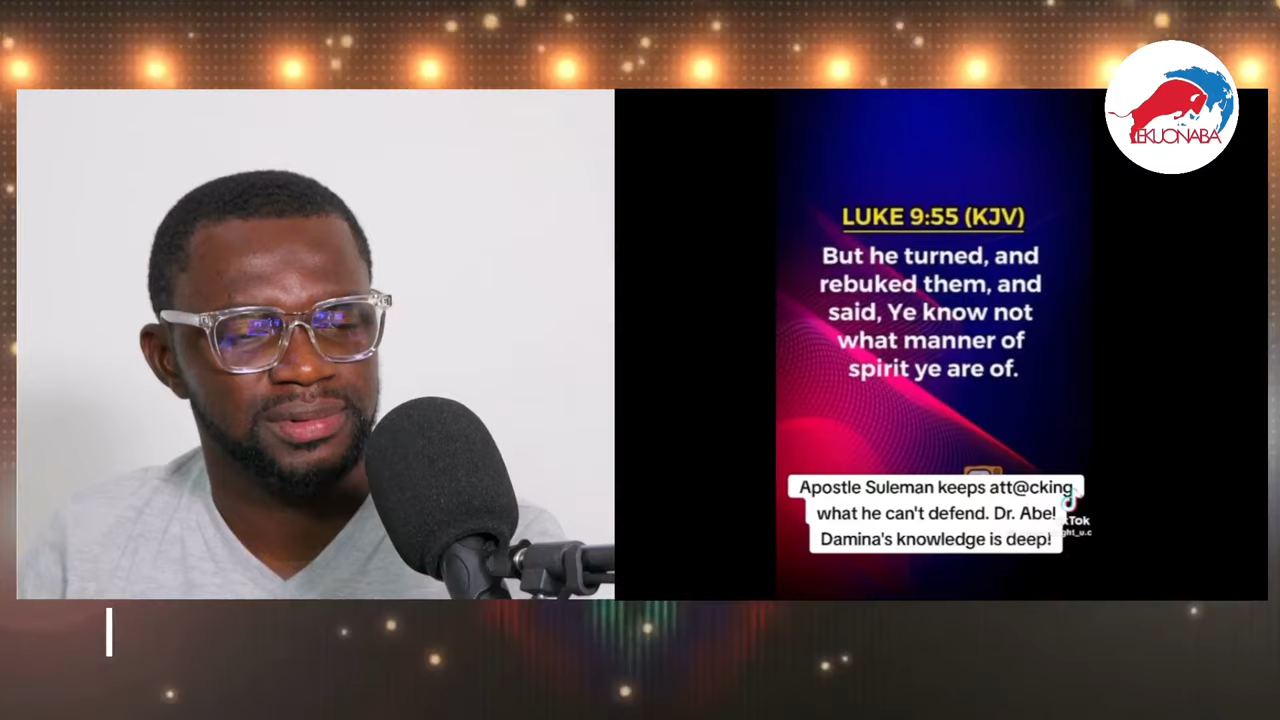 EKUONABA
LUKE 9:55 (KJV)
But he turned, and
rebuked them, and
said, Ye know not
what manner of
spirit ye are of.
Apostle Suleman keeps att@cking
what he can't defend. Dr. Abel
Damina's knowledge is deep!